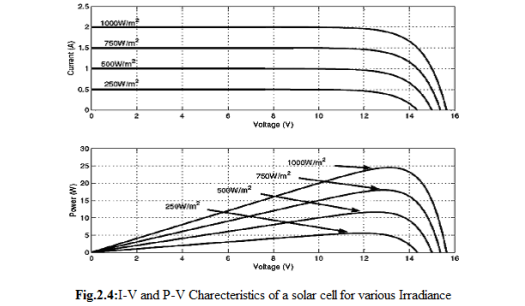 2.5
2
1.5
1
0.5
0
Current (A)
1000W/m²
750W/m²
500W/m²
250W/m²
0 2 4 6 8 10 12 14 16
Voltage (V)
30
25
20
15
10
5
0
Power (W)
1000W/m²
750W/m²
500W/m²
250W/m²
0 2 4 6 8 10 12 14 16
Voltage (V)
Fig.2.4:I-V and P-V Charecteristics of a solar cell for various Irradiance